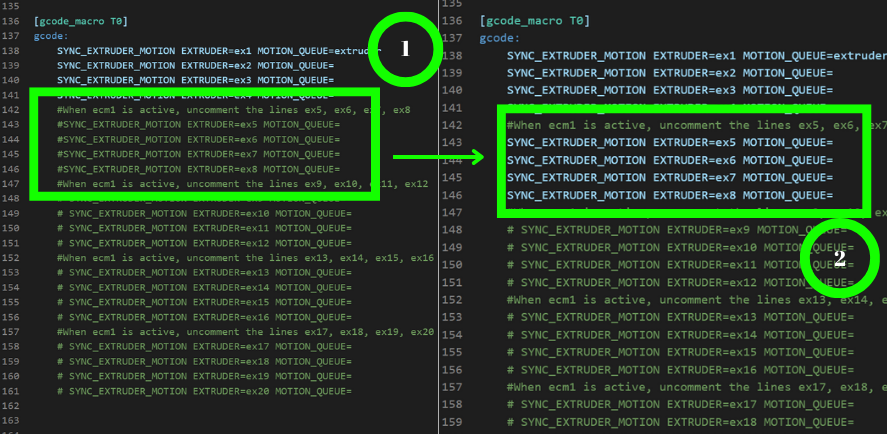 135
136 [gcode_macro T0]
137 gcode:
138 SYNC_EXTRUDER_MOTION EXTRUDER=ex1 MOTION_QUEUE=extruder
139 SYNC_EXTRUDER_MOTION EXTRUDER=ex2 MOTION_QUEUE=
140 SYNC_EXTRUDER_MOTION EXTRUDER=ex3 MOTION_QUEUE=
141 SYNC_EXTRUDER_MOTION EXTRUDER=ex4 MOTION_QUEUE=
142 #When ecm1 is active, uncomment the lines ex5, ex6, ex7, ex8
143 #SYNC_EXTRUDER_MOTION EXTRUDER=ex5 MOTION_QUEUE=
144 #SYNC_EXTRUDER_MOTION EXTRUDER=ex6 MOTION_QUEUE=
145 #SYNC_EXTRUDER_MOTION EXTRUDER=ex7 MOTION_QUEUE=
146 #SYNC_EXTRUDER_MOTION EXTRUDER=ex8 MOTION_QUEUE=
147 #When ecm1 is active, uncomment the lines ex9, ex10, ex11, ex12
148
149 # SYNC_EXTRUDER_MOTION EXTRUDER=ex10 MOTION_QUEUE=
150 # SYNC_EXTRUDER_MOTION EXTRUDER=ex11 MOTION_QUEUE=
151 # SYNC_EXTRUDER_MOTION EXTRUDER=ex12 MOTION_QUEUE=
152 #When ecm1 is active, uncomment the lines ex13, ex14, ex15, ex16
153 # SYNC_EXTRUDER_MOTION EXTRUDER=ex13 MOTION_QUEUE=
154 # SYNC_EXTRUDER_MOTION EXTRUDER=ex14 MOTION_QUEUE=
155 # SYNC_EXTRUDER_MOTION EXTRUDER=ex15 MOTION_QUEUE=
156 # SYNC_EXTRUDER_MOTION EXTRUDER=ex16 MOTION_QUEUE=
157 #When ecm1 is active, uncomment the lines ex17, ex18, ex19, ex20
158 # SYNC_EXTRUDER_MOTION EXTRUDER=ex17 MOTION_QUEUE=
159 # SYNC_EXTRUDER_MOTION EXTRUDER=ex18 MOTION_QUEUE=
160 # SYNC_EXTRUDER_MOTION EXTRUDER=ex19 MOTION_QUEUE=
161 # SYNC_EXTRUDER_MOTION EXTRUDER=ex20 MOTION_QUEUE=
162
163
1
135
136 [gcode_macro T0]
137 gcode:
138 SYNC_EXTRUDER_MOTION EXTRUDER=ex1 MOTION_QUEUE=extruder
139 SYNC_EXTRUDER_MOTION EXTRUDER=ex2 MOTION_QUEUE=
140 SYNC_EXTRUDER_MOTION EXTRUDER=ex3 MOTION_QUEUE=
141
142 #When ecm1 is active, uncomment the lines ex5, ex6, ex7
143 SYNC_EXTRUDER_MOTION EXTRUDER=ex5 MOTION_QUEUE=
144 SYNC_EXTRUDER_MOTION EXTRUDER=ex6 MOTION_QUEUE=
145 SYNC_EXTRUDER_MOTION EXTRUDER=ex7 MOTION_QUEUE=
146 SYNC_EXTRUDER_MOTION EXTRUDER=ex8 MOTION_QUEUE=
147
148 # SYNC_EXTRUDER_MOTION EXTRUDER=ex9 MOTION_QUEUE=
149 # SYNC_EXTRUDER_MOTION EXTRUDER=ex10 MOTION_QUEUE=
150 # SYNC_EXTRUDER_MOTION EXTRUDER=ex11 MOTION_QUEUE=
151 # SYNC_EXTRUDER_MOTION EXTRUDER=ex12 MOTION_QUEUE=
152 #When ecm1 is active, uncomment the lines ex13, ex14, e
153 # SYNC_EXTRUDER_MOTION EXTRUDER=ex13 MOTION_QUEUE=
154 # SYNC_EXTRUDER_MOTION EXTRUDER=ex14 MOTION_QUEUE=
155 # SYNC_EXTRUDER_MOTION EXTRUDER=ex15 MOTION_QUEUE=
156 # SYNC_EXTRUDER_MOTION EXTRUDER=ex16 MOTION_QUEUE=
157 #When ecm1 is active, uncomment the lines ex17, ex18, e
158 # SYNC_EXTRUDER_MOTION EXTRUDER=ex17 MOTION_QUEUE=
159 # SYNC_EXTRUDER_MOTION EXTRUDER=ex18 MOTION_QUEUE=
2